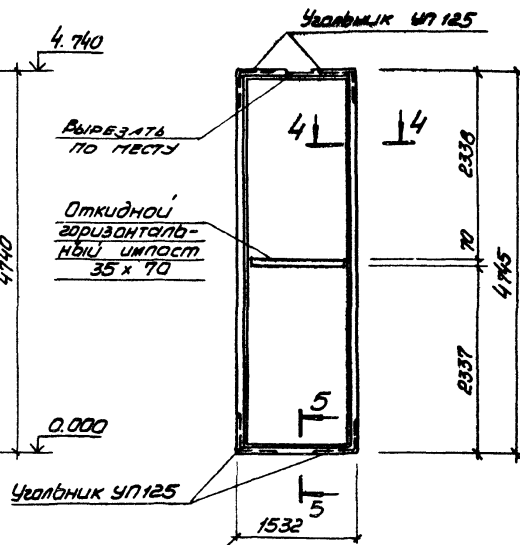 Угольник УП 125
4.740
4
4
Вырезать
по месту
2338
Откидной
горизонталь-
ный импост
35 x 70
70
4740
4745
2337
5
0.000
Угольник УП125
5
1532